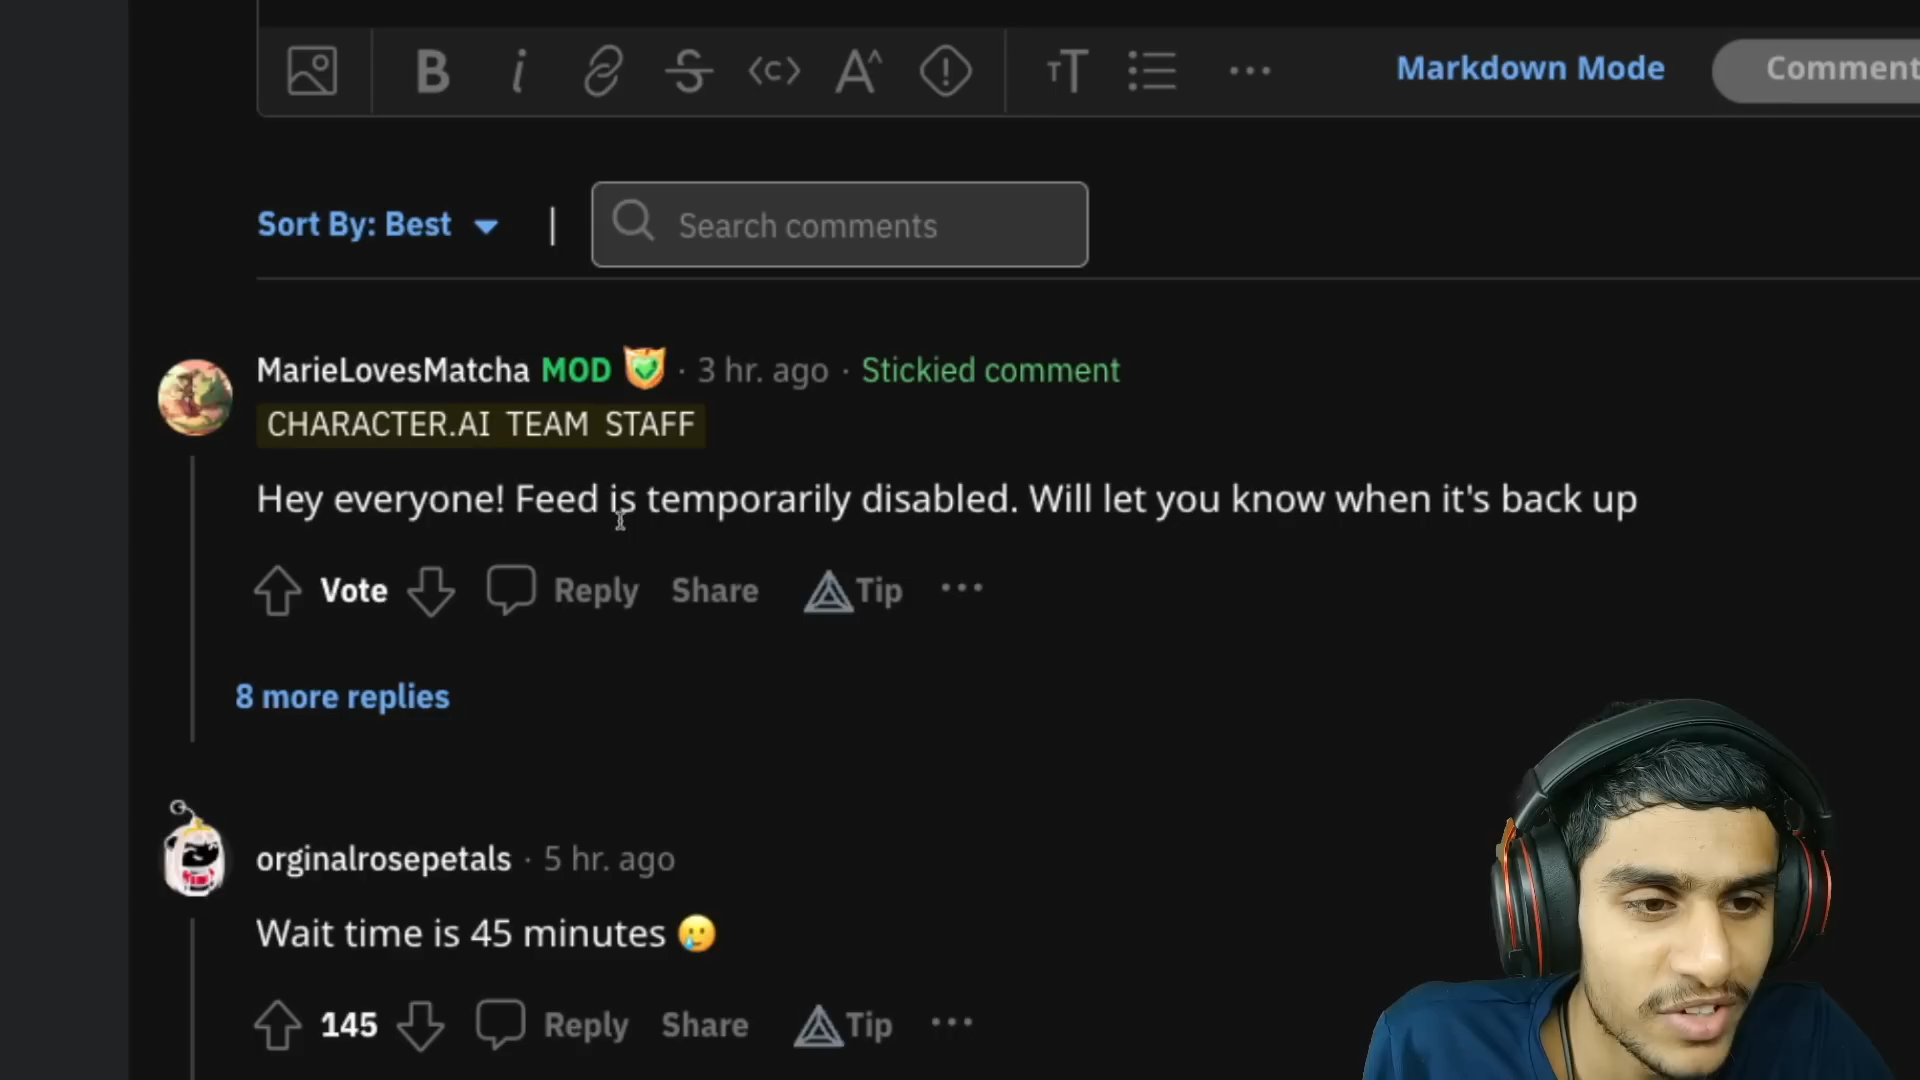 B i S <c> A^ TT ... Markdown Mode Comment
Sort By: Best | Search comments
MarieLovesMatcha MOD · 3 hr. ago · Stickied comment
CHARACTER.AI TEAM STAFF
Hey everyone! Feed is temporarily disabled. Will let you know when it's back up
Vote Reply Share Tip ...
8 more replies
orginalrosepetals · 5 hr. ago
Wait time is 45 minutes 🥲
145 Reply Share Tip ...